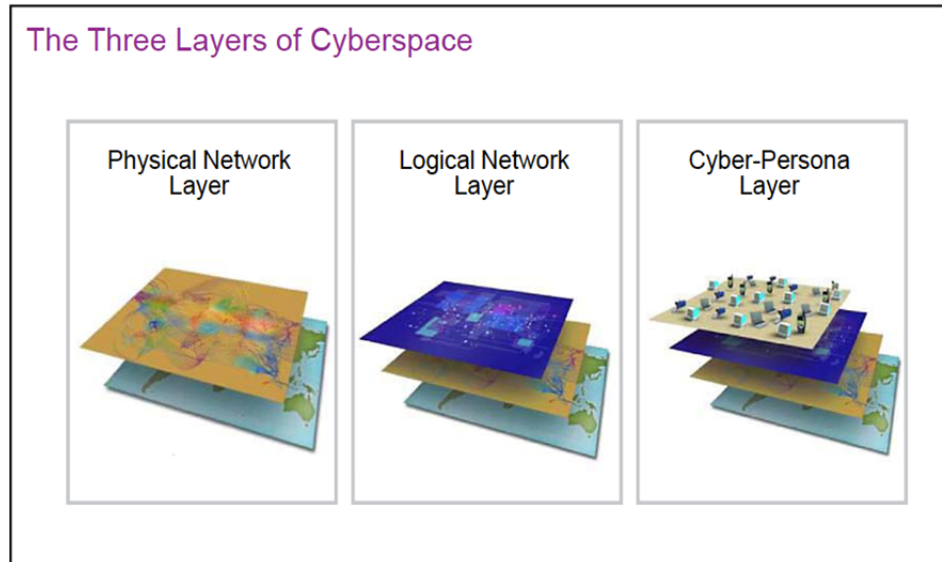 The Three Layers of Cyberspace
Physical Network
Layer
Logical Network
Layer
Cyber-Persona
Layer